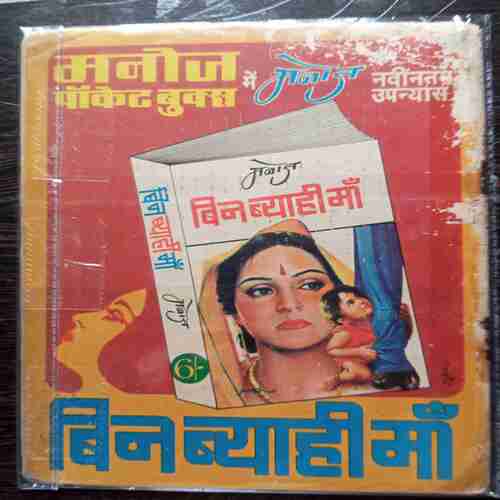 मनोज में मनोज नवीनतम
पॉकेट बुक्स उपन्यास
मनोज
बिन ब्याही माँ
बिन ब्याही माँ
मनोज
6/-
बिन ब्याही माँ